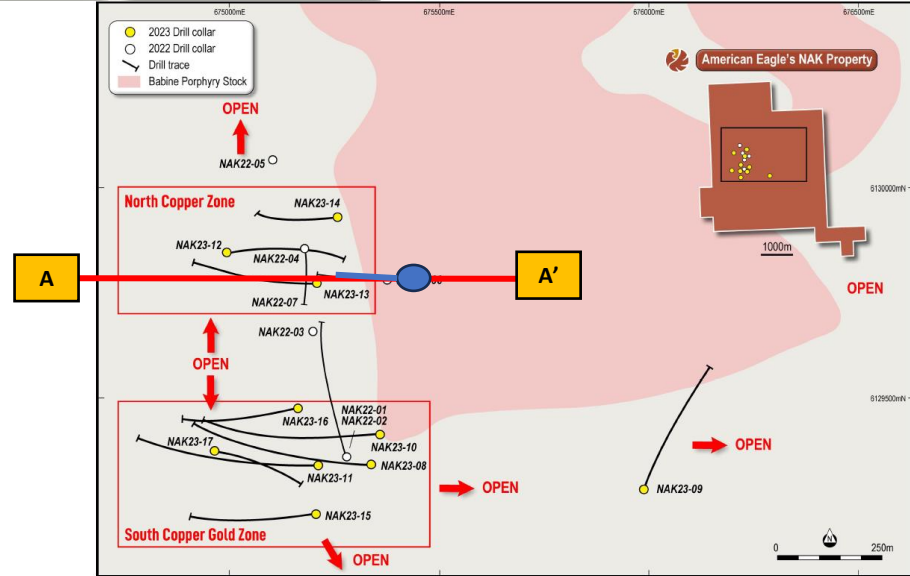 675000mE
675500mE
676000mE
676500mE
2023 Drill collar
2022 Drill collar
Drill trace
Babine Porphyry Stock
American Eagle's NAK Property
OPEN
NAK22-05
North Copper Zone
NAK23-14
6130000mN
NAK23-12
NAK22-04
1000m
A
A'
NAK22-07
NAK23-13
OPEN
NAK22-03
OPEN
6129500mN
NAK22-01
NAK22-02
NAK23-16
NAK23-17
NAK23-10
OPEN
NAK23-08
NAK23-11
OPEN
NAK23-09
NAK23-15
South Copper Gold Zone
OPEN
N
0
250m